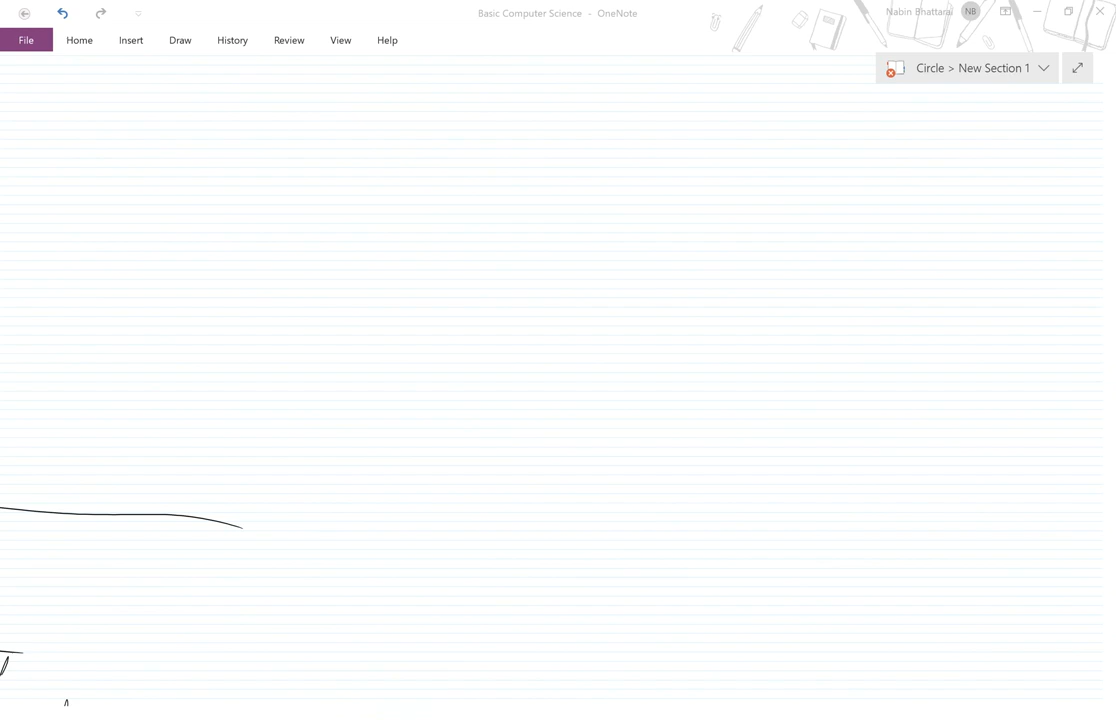 Basic Computer Science - OneNote
Nabin Bhattarai NB
File Home Insert Draw History Review View Help
Circle > New Section 1